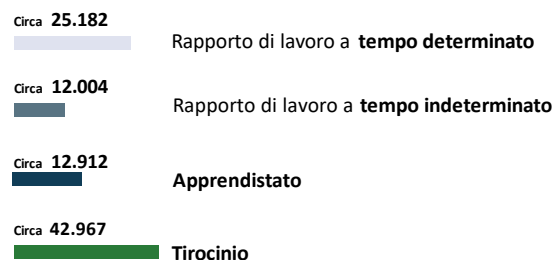 Circa 25.182
Rapporto di lavoro a tempo determinato
Circa 12.004
Rapporto di lavoro a tempo indeterminato
Circa 12.912
Apprendistato
Circa 42.967
Tirocinio